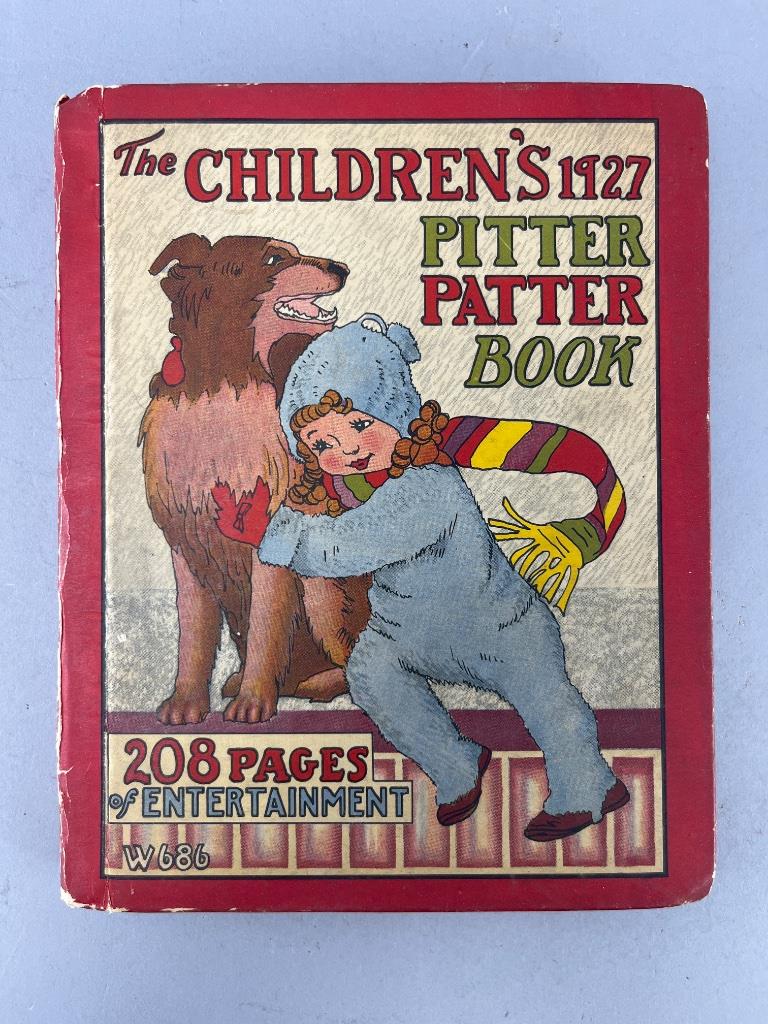 The CHILDREN'S 1927
PITTER
PATTER
BOOK
208 PAGES
of ENTERTAINMENT
W686